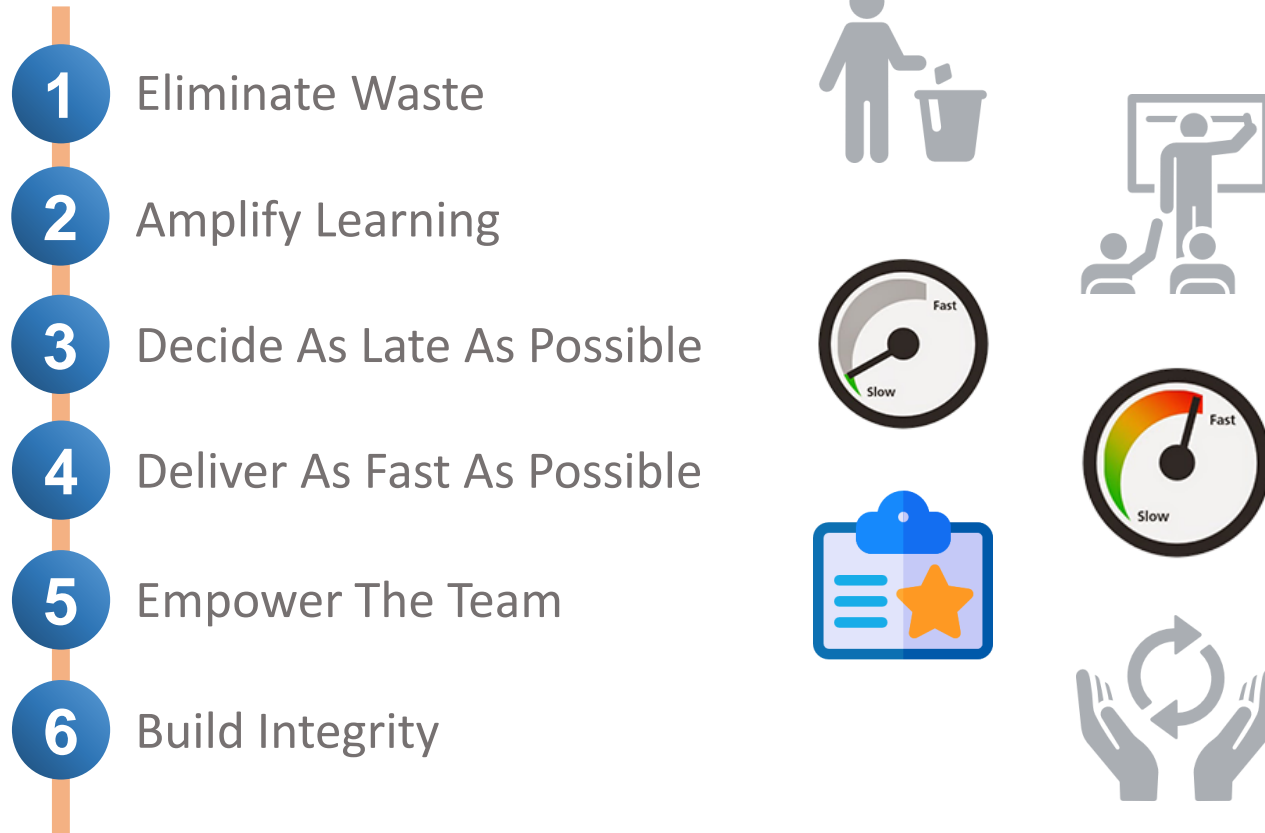 1 Eliminate Waste
2 Amplify Learning
3 Decide As Late As Possible
4 Deliver As Fast As Possible
5 Empower The Team
6 Build Integrity
Fast
Slow
Fast
Slow